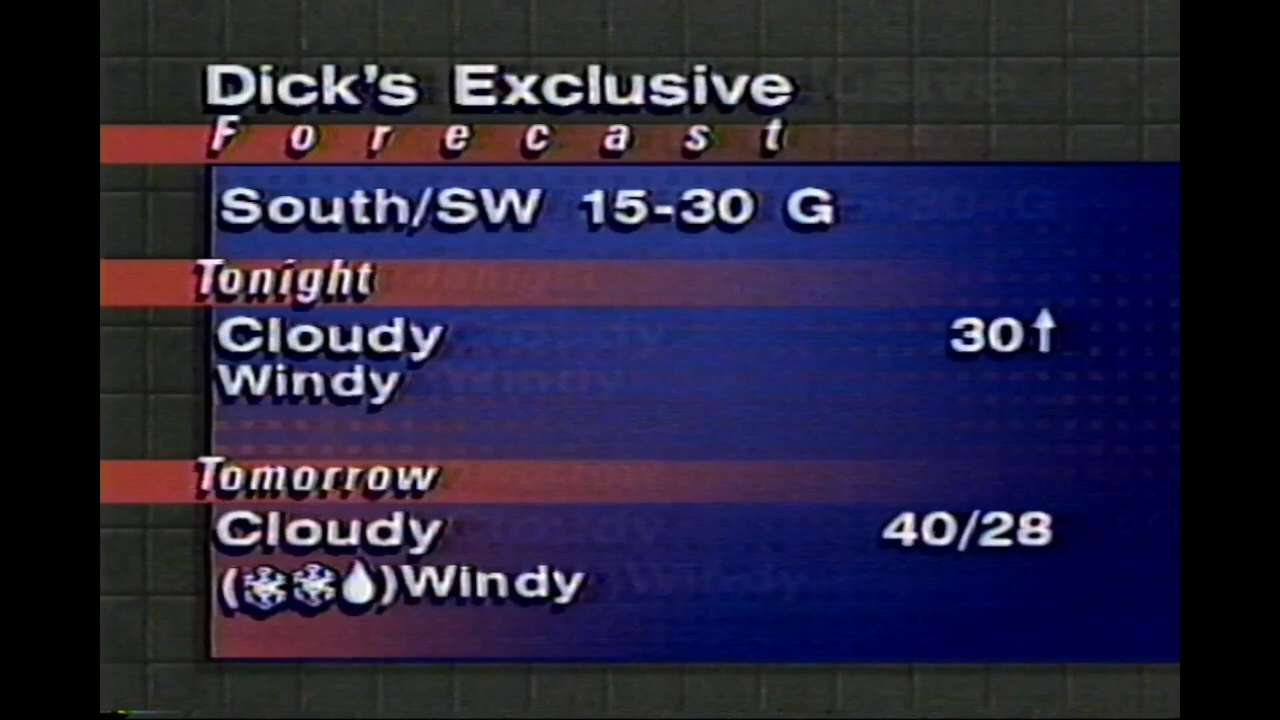 Dick's Exclusive
Forecast
South/SW 15-30 G
Tonight
Cloudy 30↑
Windy
Tomorrow
Cloudy 40/28
(❄❄💧)Windy